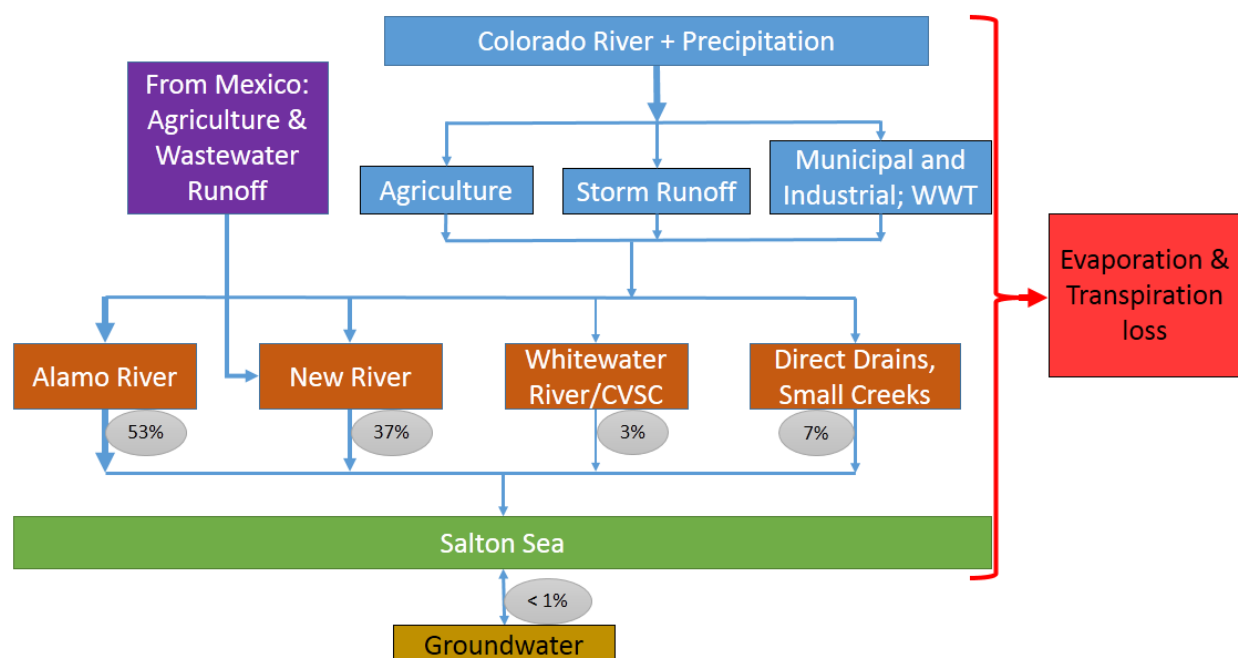 Colorado River + Precipitation
From Mexico:
Agriculture &
Wastewater
Runoff
Agriculture
Storm Runoff
Municipal and
Industrial; WWT
Evaporation &
Transpiration
loss
Alamo River
New River
Whitewater
River/CVSC
Direct Drains,
Small Creeks
53%
37%
3%
7%
Salton Sea
< 1%
Groundwater